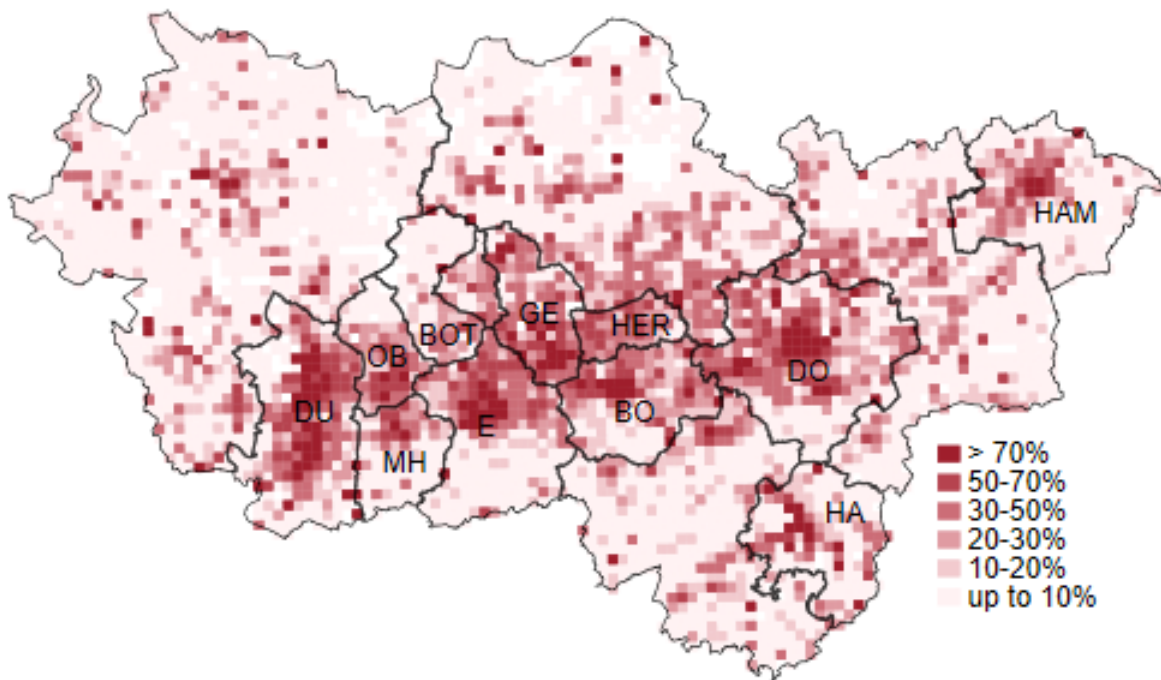 HAM
GE
HER
BOT
OB
DO
DU
BO
E
MH
HA
> 70%
50-70%
30-50%
20-30%
10-20%
up to 10%